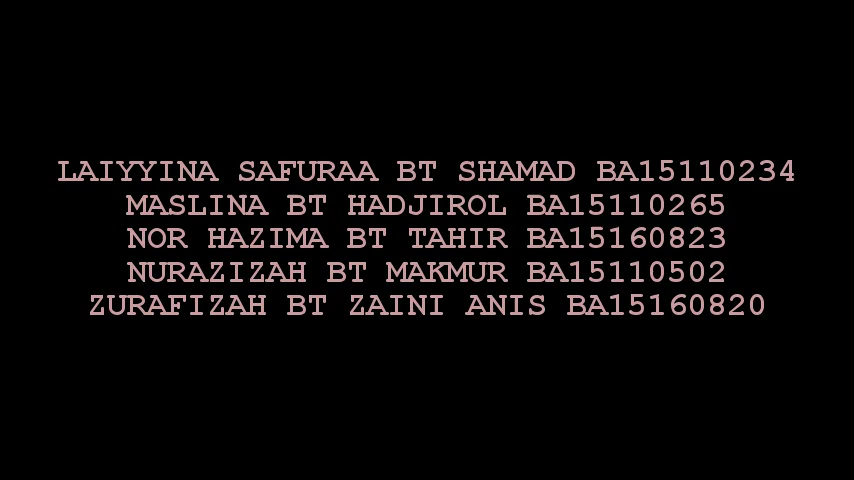 LAIYYINA SAFURAA BT SHAMAD BA15110234
MASLINA BT HADJIROL BA15110265
NOR HAZIMA BT TAHIR BA15160823
NURAZIZAH BT MAKMUR BA15110502
ZURAFIZAH BT ZAINI ANIS BA15160820